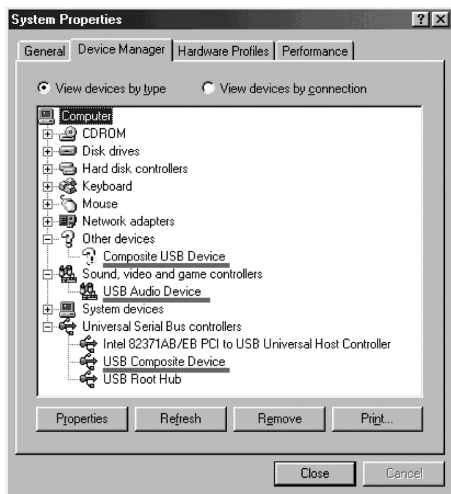 System Properties
General Device Manager Hardware Profiles Performance
View devices by type View devices by connection
Computer
CDROM
Disk drives
Hard disk controllers
Keyboard
Mouse
Network adapters
Other devices
Composite USB Device
Sound, video and game controllers
USB Audio Device
System devices
Universal Serial Bus controllers
Intel 82371AB/EB PCI to USB Universal Host Controller
USB Composite Device
USB Root Hub
Properties Refresh Remove Print...
Close Cancel